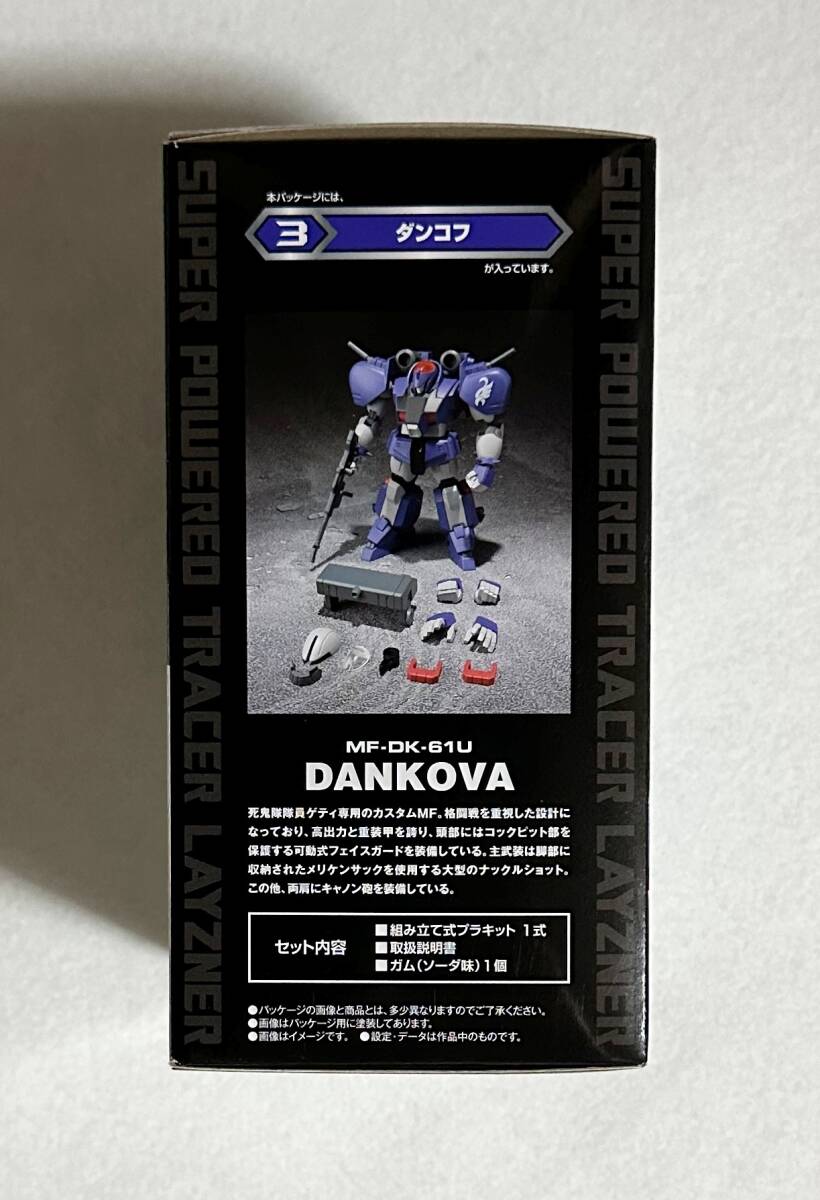 SUPER POWERED TRACER LAYZNER
本パッケージには、
3 ダンコフ
が入っています。
MF-DK-61U
DANKOVA
死鬼隊隊員ゲティ専用のカスタムMF。格闘戦を重視した設計に
なっており、高出力と重装甲を誇り、頭部にはコックピット部を
保護する可動式フェイスガードを装備している。主武装は脚部に
収納されたメリケンサックを使用する大型のナックルショット。
この他、両肩にキャノン砲を装備している。
セット内容
■組み立て式プラキット 1式
■取扱説明書
■ガム(ソーダ味)1個
●パッケージの画像と商品とは、多少異なりますのでご了承ください。
●画像はパッケージ用に塗装してあります。
●画像はイメージです。 ●設定・データは作品中のものです。
SUPER POWERED TRACER LAYZNER